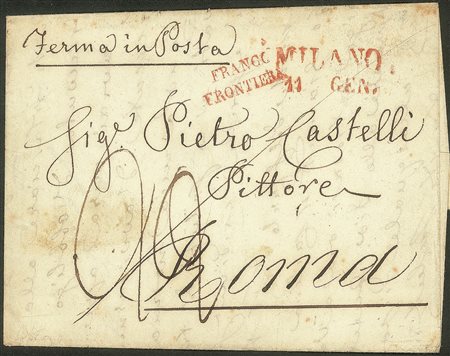 Ferma in Posta
FRANCO
FRONTIERA
MILANO
11 GEN.
Sig.r Pietro Castelli
Pittore
Roma